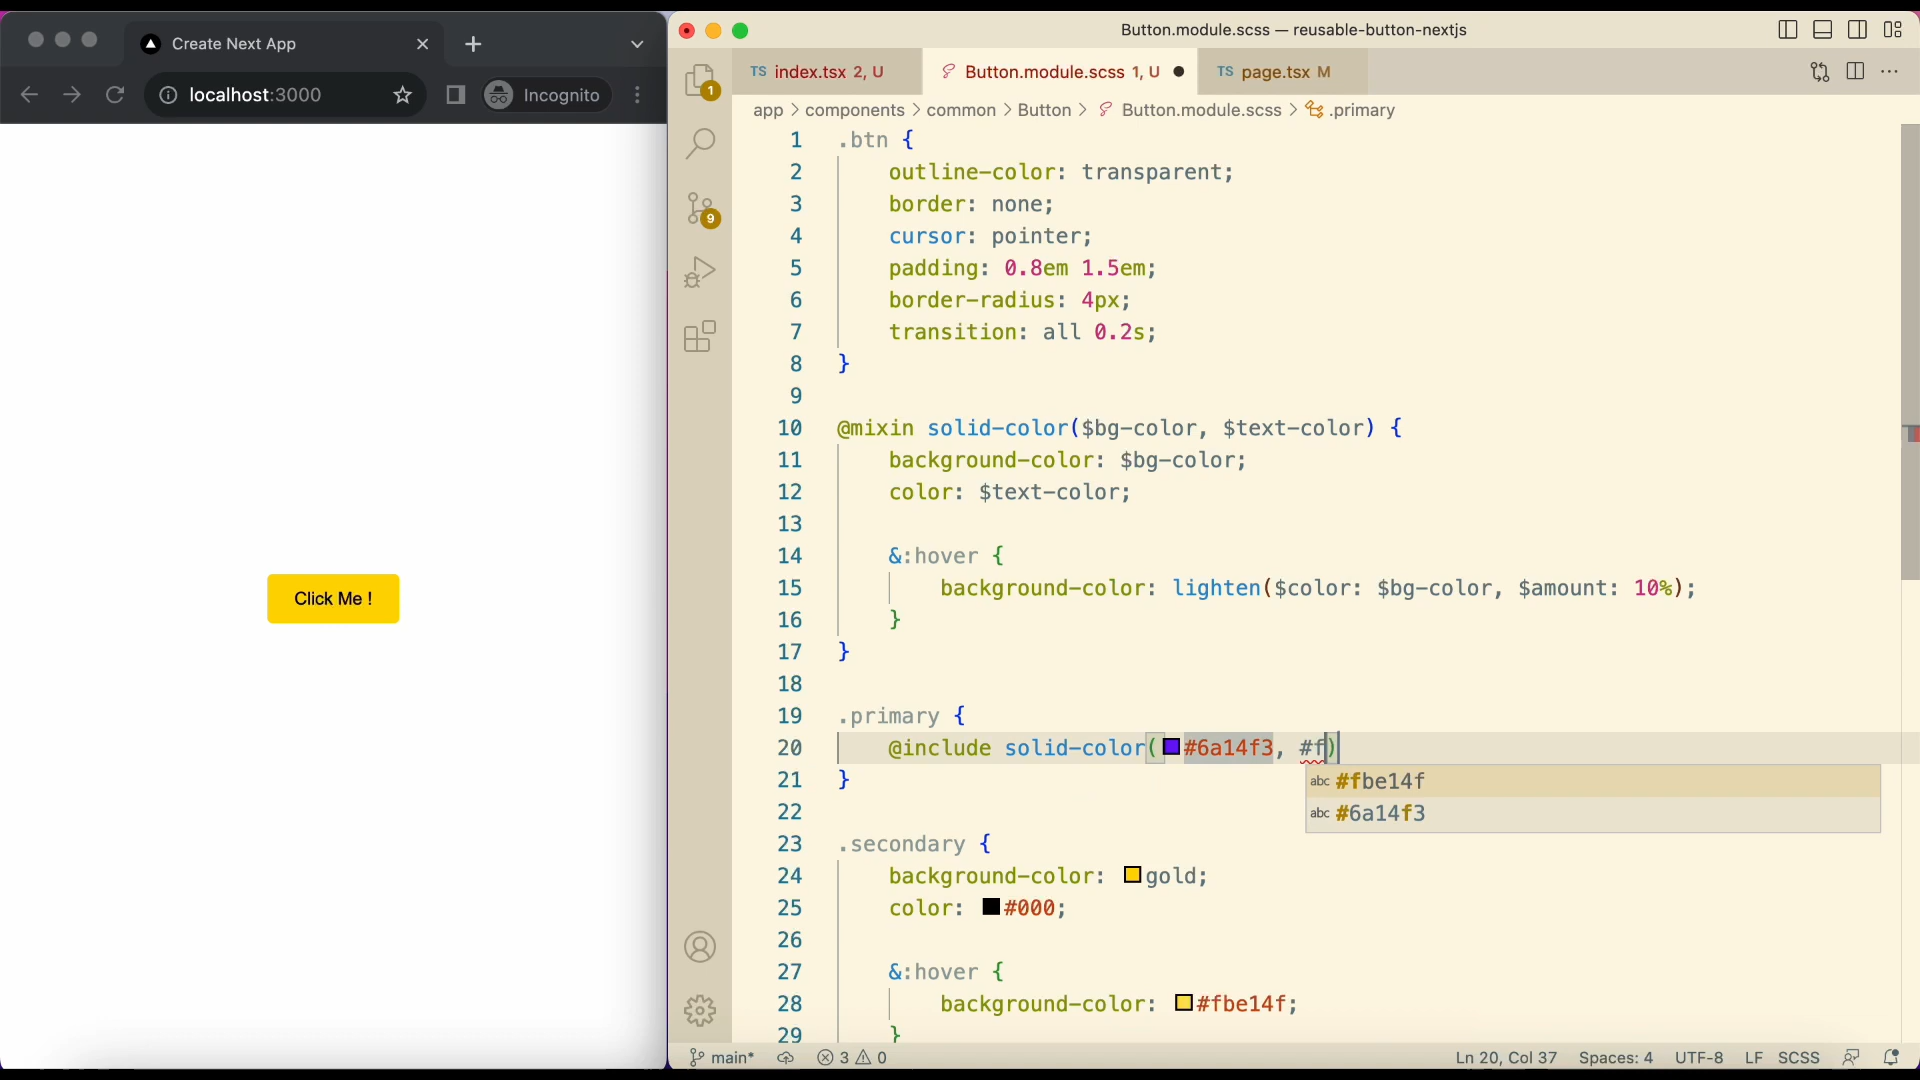 Create Next App
localhost:3000
Incognito
Click Me !
Button.module.scss — reusable-button-nextjs
1
9
TS index.tsx 2, U
Button.module.scss 1, U
TS page.tsx M
app > components > common > Button > Button.module.scss > .primary
1 .btn {
2 outline-color: transparent;
3 border: none;
4 cursor: pointer;
5 padding: 0.8em 1.5em;
6 border-radius: 4px;
7 transition: all 0.2s;
8 }
9
10 @mixin solid-color($bg-color, $text-color) {
11 background-color: $bg-color;
12 color: $text-color;
13
14 &:hover {
15 background-color: lighten($color: $bg-color, $amount: 10%);
16 }
17 }
18
19 .primary {
20 @include solid-color(#6a14f3, #f)
abc #fbe14f
21 }
abc #6a14f3
22
23 .secondary {
24 background-color: gold;
25 color: #000;
26
27 &:hover {
28 background-color: #fbe14f;
29 }
main* 3 0 Ln 20, Col 37 Spaces: 4 UTF-8 LF SCSS